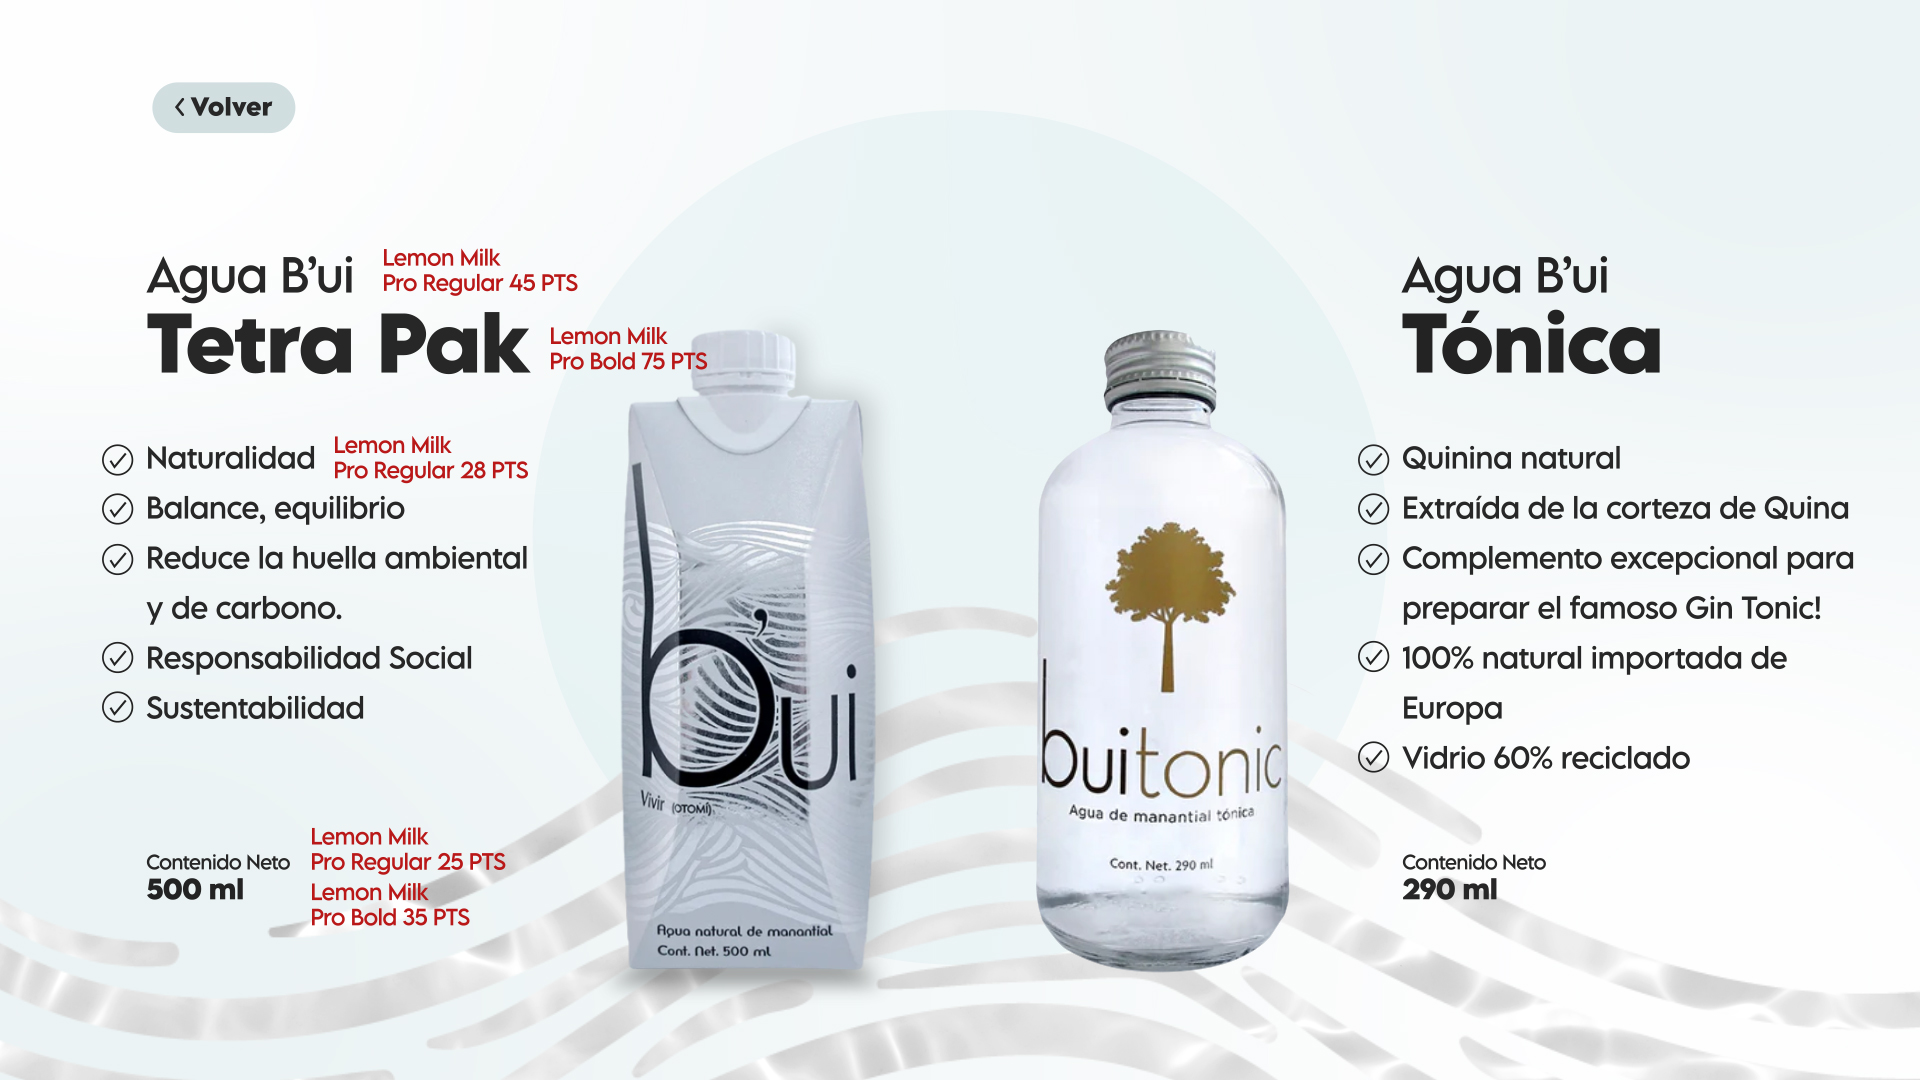 Volver
Agua B’ui
Lemon Milk
Pro Regular 45 PTS
Tetra Pak
Lemon Milk
Pro Bold 75 PTS
Naturalidad
Lemon Milk
Pro Regular 28 PTS
Balance, equilibrio
Reduce la huella ambiental
y de carbono.
Responsabilidad Social
Sustentabilidad
Contenido Neto
500 ml
Lemon Milk
Pro Regular 25 PTS
Lemon Milk
Pro Bold 35 PTS
b’ui
Vivir (OTOMÍ)
Agua natural de manantial
Cont. Net. 500 ml
buitonic
Agua de manantial tónica
Cont. Net. 290 ml
Agua B’ui
Tónica
Quinina natural
Extraída de la corteza de Quina
Complemento excepcional para
preparar el famoso Gin Tonic!
100% natural importada de
Europa
Vidrio 60% reciclado
Contenido Neto
290 ml